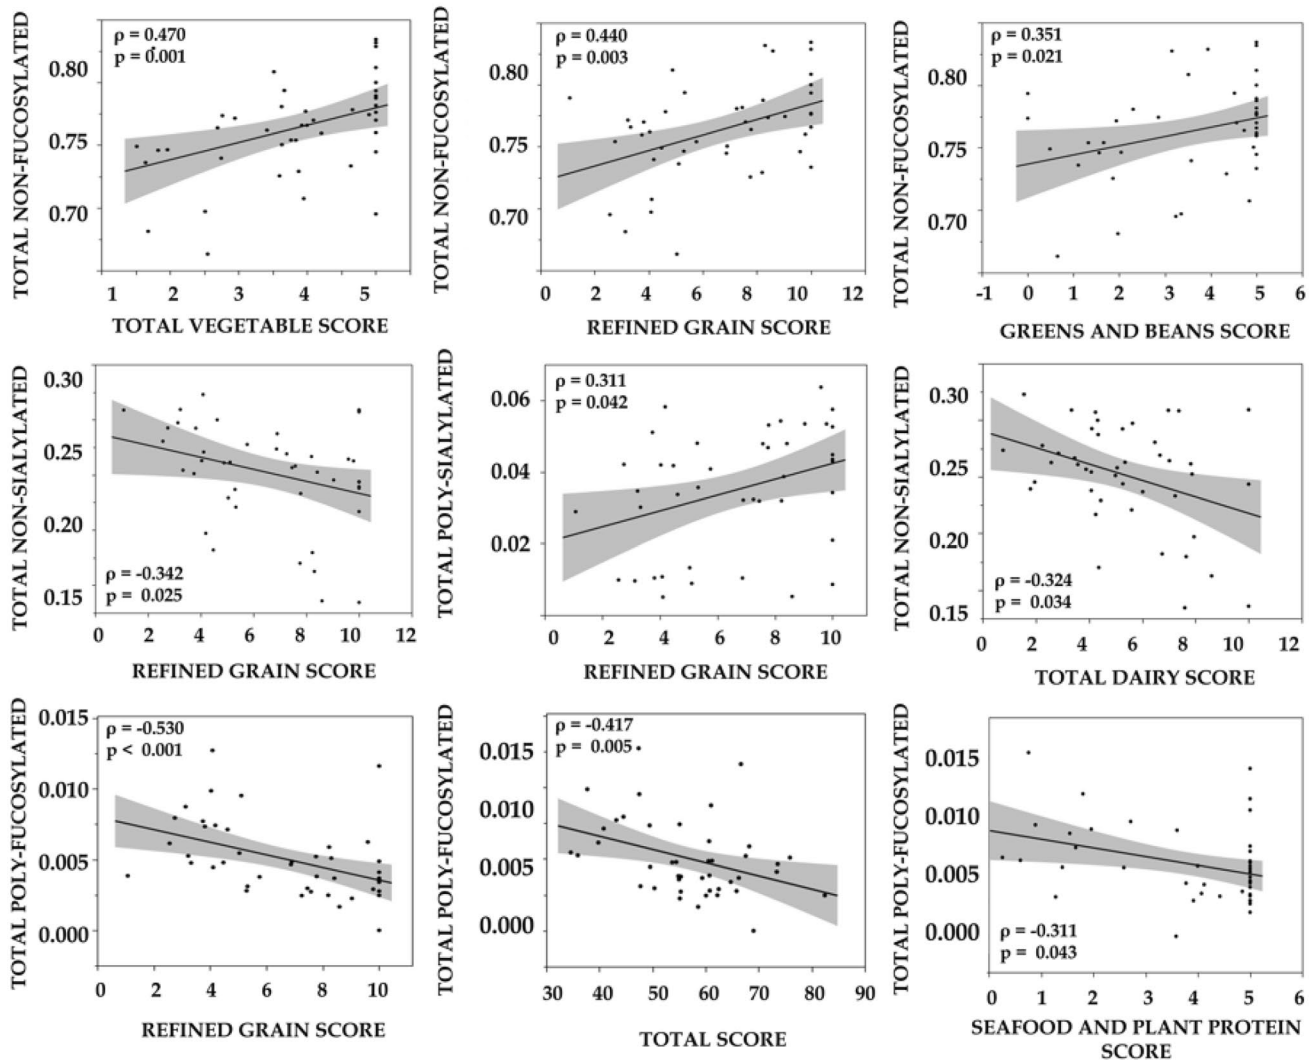 TOTAL NON-FUCOSYLATED
ρ = 0.470
p = 0.001
0.80
0.75
0.70
1 2 3 4 5
TOTAL VEGETABLE SCORE
TOTAL NON-FUCOSYLATED
ρ = 0.440
p = 0.003
0.80
0.75
0.70
0 2 4 6 8 10 12
REFINED GRAIN SCORE
TOTAL NON-FUCOSYLATED
ρ = 0.351
p = 0.021
0.80
0.75
0.70
-1 0 1 2 3 4 5 6
GREENS AND BEANS SCORE
TOTAL NON-SIALYLATED
0.30
0.25
0.20
0.15
ρ = -0.342
p = 0.025
0 2 4 6 8 10 12
REFINED GRAIN SCORE
TOTAL POLY-SIALYLATED
ρ = 0.311
p = 0.042
0.06
0.04
0.02
0 2 4 6 8 10
REFINED GRAIN SCORE
TOTAL NON-SIALYLATED
0.30
0.25
0.20
0.15
ρ = -0.324
p = 0.034
0 2 4 6 8 10 12
TOTAL DAIRY SCORE
TOTAL POLY-FUCOSYLATED
ρ = -0.530
p < 0.001
0.015
0.010
0.005
0.000
0 2 4 6 8 10
REFINED GRAIN SCORE
TOTAL POLY-FUCOSYLATED
ρ = -0.417
p = 0.005
0.015
0.010
0.005
0.000
30 40 50 60 70 80 90
TOTAL SCORE
TOTAL POLY-FUCOSYLATED
0.015
0.010
0.005
0.000
ρ = -0.311
p = 0.043
0 1 2 3 4 5 6
SEAFOOD AND PLANT PROTEIN
SCORE